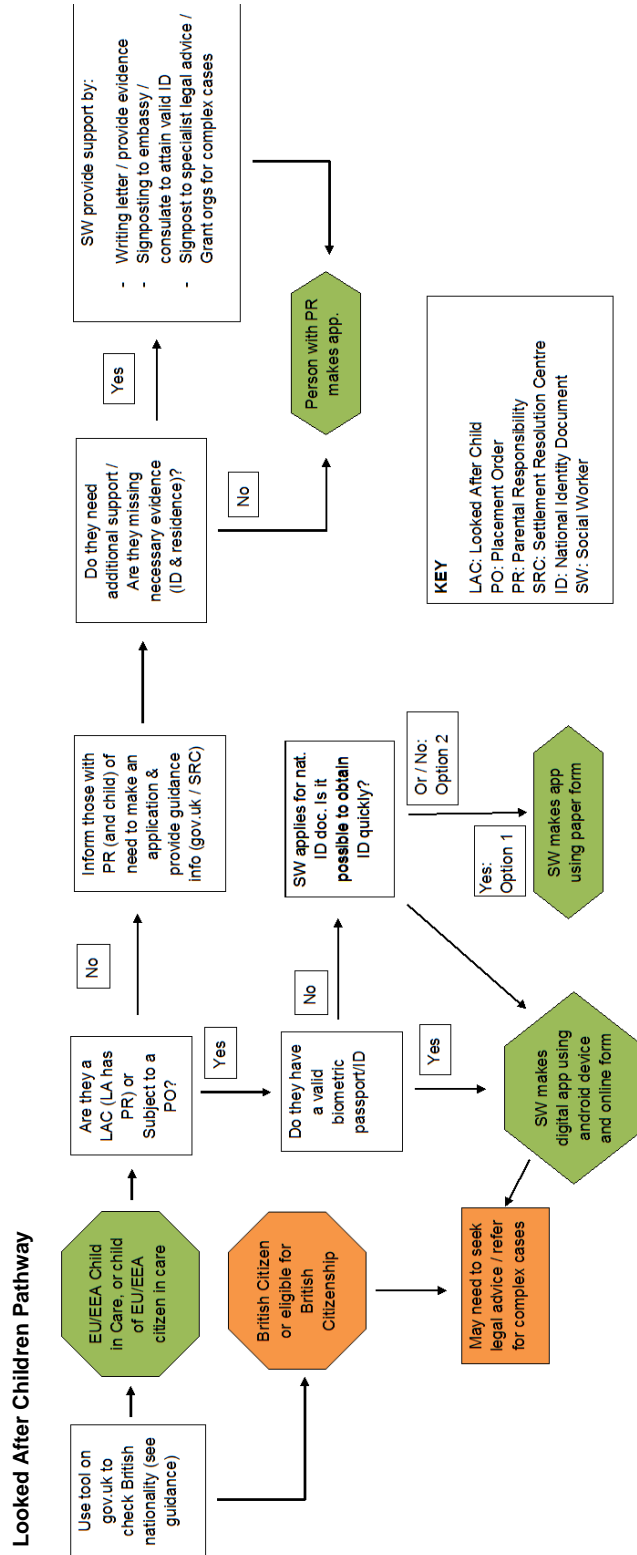 Looked After Children Pathway
Use tool on
gov.uk to
check British
nationality (see
guidance)
EU/EEA Child
in Care, or child
of EU/EEA
citizen in care
Are they a
LAC (LA has
PR) or
Subject to a
PO?
No
Inform those with
PR (and child) of
need to make an
application &
provide guidance
info (gov.uk / SRC)
Do they need
additional support /
Are they missing
necessary evidence
(ID & residence)?
Yes
SW provide support by:
- Writing letter / provide evidence
- Signposting to embassy /
consulate to attain valid ID
- Signpost to specialist legal advice /
Grant orgs for complex cases
No
Person with PR
makes app.
Yes
British Citizen
or eligible for
British
Citizenship
Do they have
a valid
biometric
passport/ID
No
SW applies for nat.
ID doc. Is it
possible to obtain
ID quickly?
Yes
Yes:
Option 1
Or / No:
Option 2
May need to seek
legal advice / refer
for complex cases
SW makes
digital app using
android device
and online form
SW makes app
using paper form
KEY
LAC: Looked After Child
PO: Placement Order
PR: Parental Responsibility
SRC: Settlement Resolution Centre
ID: National Identity Document
SW: Social Worker